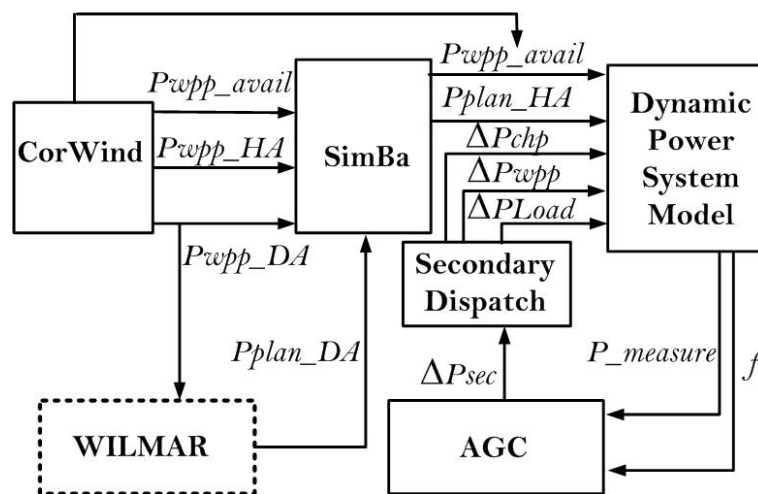 Pwpp_avail
Pwpp_avail
Pplan_HA
CorWind
Pwpp_HA
SimBa
Dynamic
Power
System
Model
ΔPchp
ΔPwpp
ΔPLoad
Pwpp_DA
Secondary
Dispatch
Pplan_DA
ΔPsec
P_measure
f
WILMAR
AGC